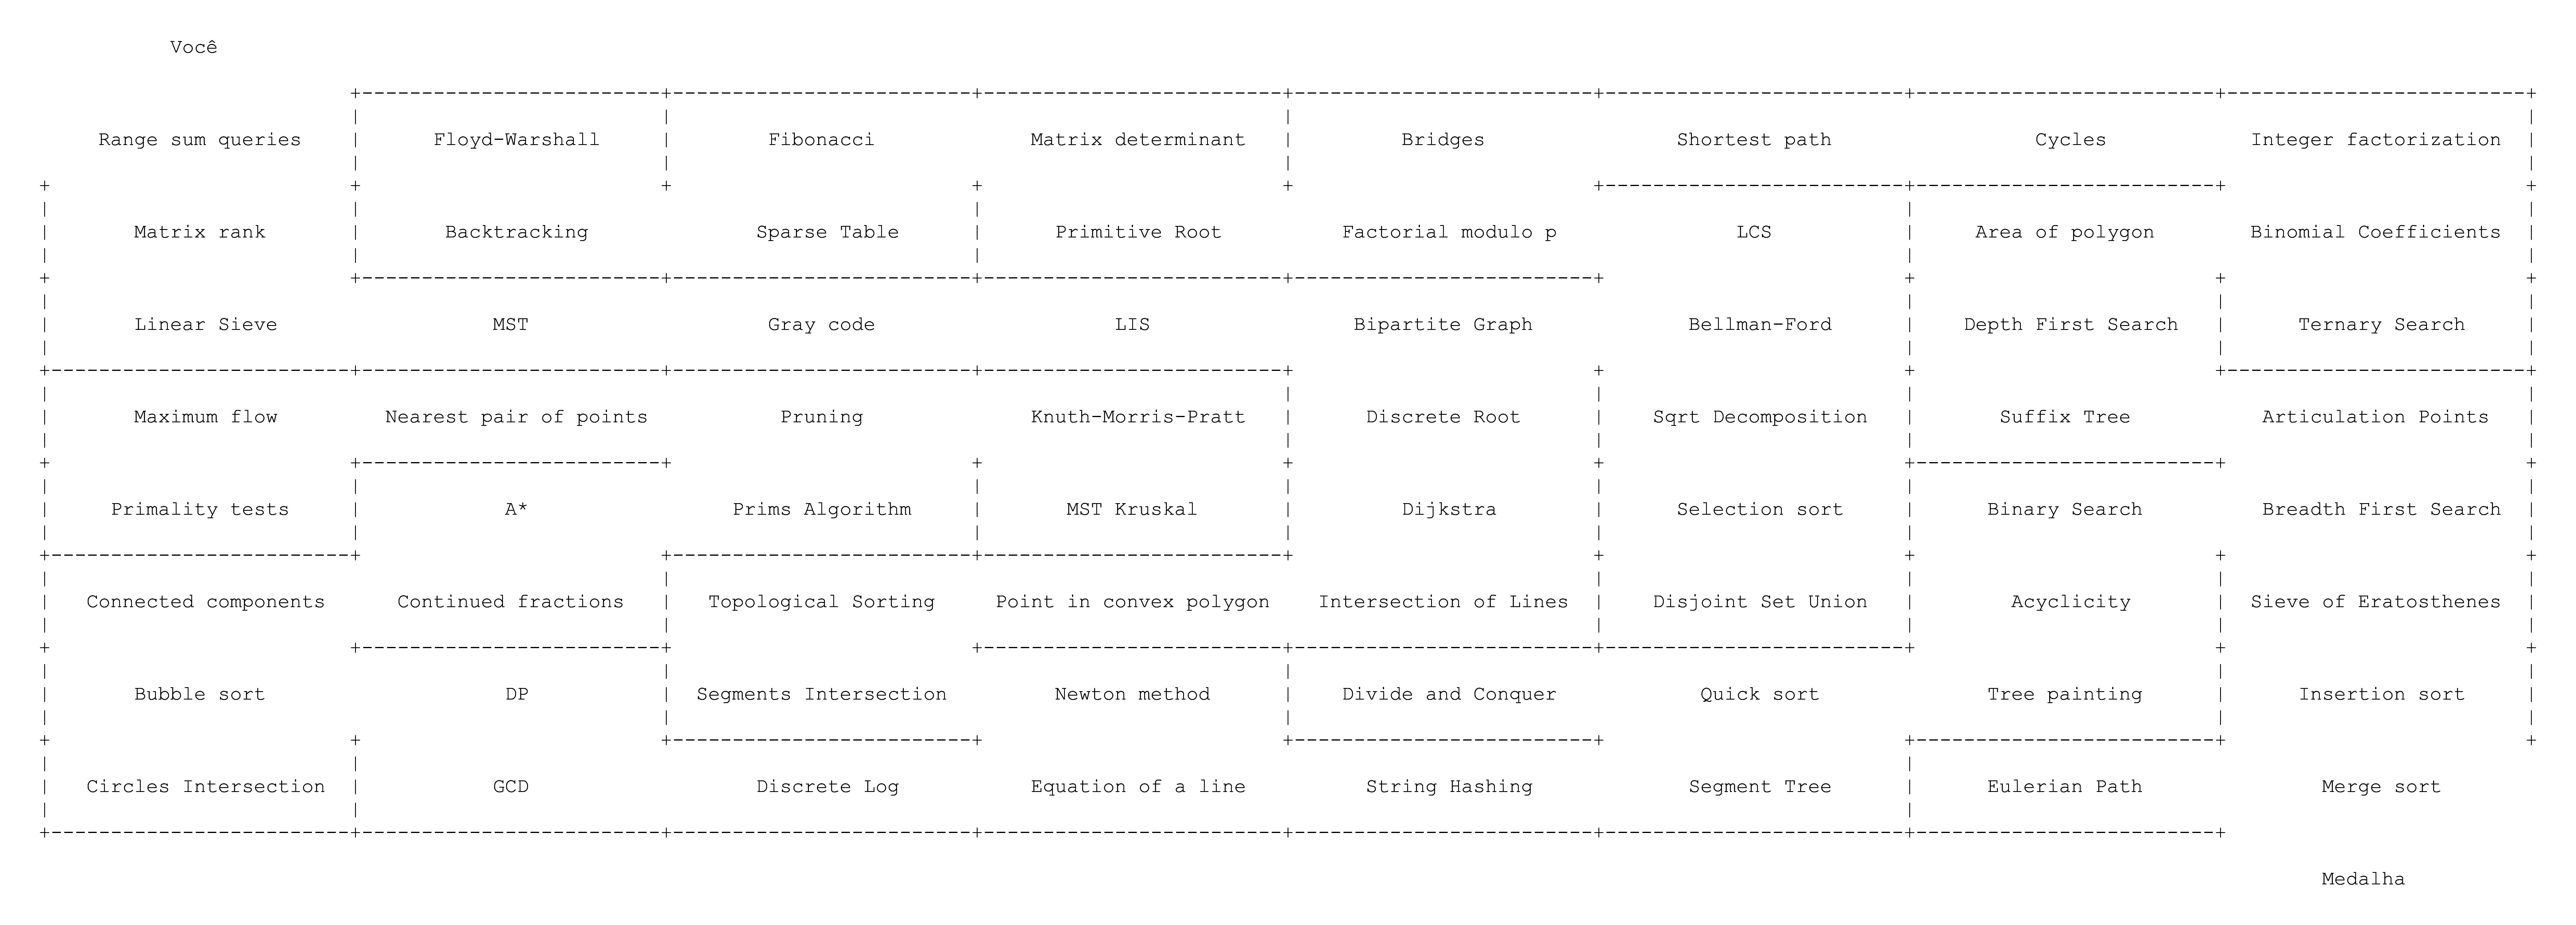 Você
Range sum queries Floyd-Warshall Fibonacci Matrix determinant Bridges Shortest path Cycles Integer factorization
Matrix rank Backtracking Sparse Table Primitive Root Factorial modulo p LCS Area of polygon Binomial Coefficients
Linear Sieve MST Gray code LIS Bipartite Graph Bellman-Ford Depth First Search Ternary Search
Maximum flow Nearest pair of points Pruning Knuth-Morris-Pratt Discrete Root Sqrt Decomposition Suffix Tree Articulation Points
Primality tests A* Prims Algorithm MST Kruskal Dijkstra Selection sort Binary Search Breadth First Search
Connected components Continued fractions Topological Sorting Point in convex polygon Intersection of Lines Disjoint Set Union Acyclicity Sieve of Eratosthenes
Bubble sort DP Segments Intersection Newton method Divide and Conquer Quick sort Tree painting Insertion sort
Circles Intersection GCD Discrete Log Equation of a line String Hashing Segment Tree Eulerian Path Merge sort
Medalha